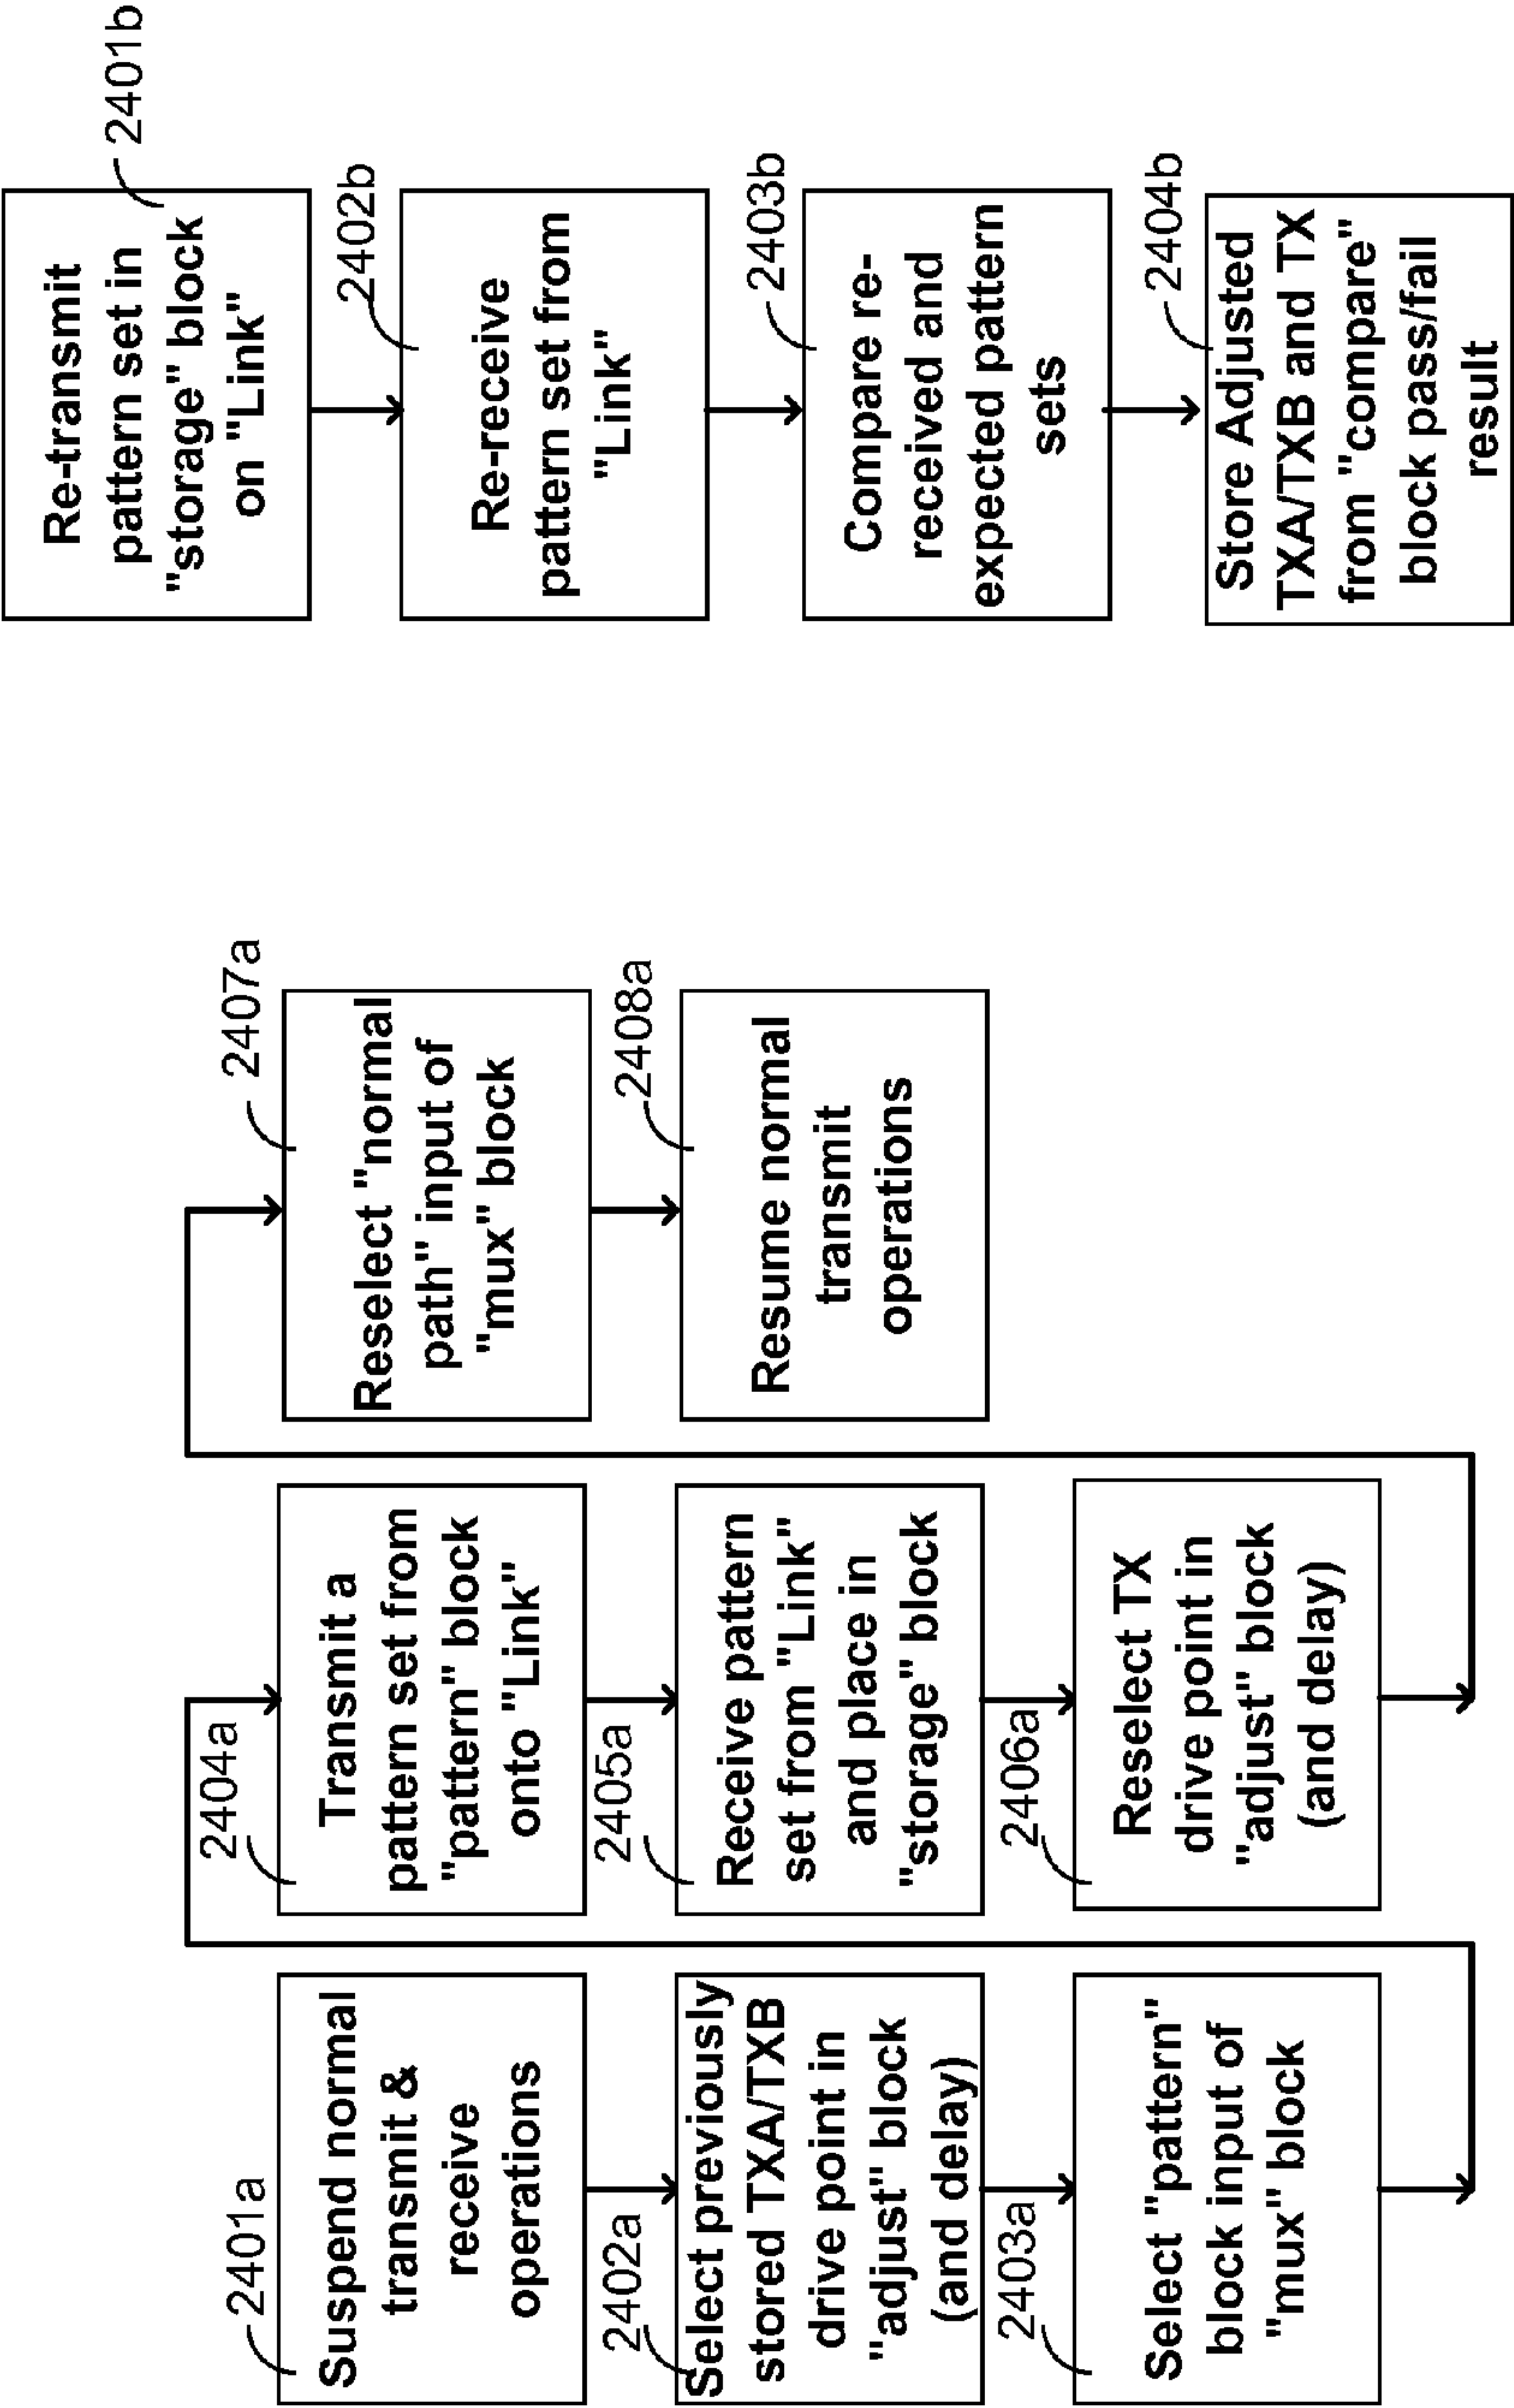 2401a
Suspend normal
transmit &
receive
operations
2402a
Select previously
stored TXA/TXB
drive point in
"adjust" block
(and delay)
2403a
Select "pattern"
block input of
"mux" block
2404a
Transmit a
pattern set from
"pattern" block
onto "Link"
2405a
Receive pattern
set from "Link"
and place in
"storage" block
2406a
Reselect TX
drive point in
"adjust" block
(and delay)
2407a
Reselect "normal
path" input of
"mux" block
2408a
Resume normal
transmit
operations
2401b
Re-transmit
pattern set in
"storage" block
on "Link"
2402b
Re-receive
pattern set from
"Link"
2403b
Compare re-
received and
expected pattern
sets
2404b
Store Adjusted
TXA/TXB and TX
from "compare"
block pass/fail
result